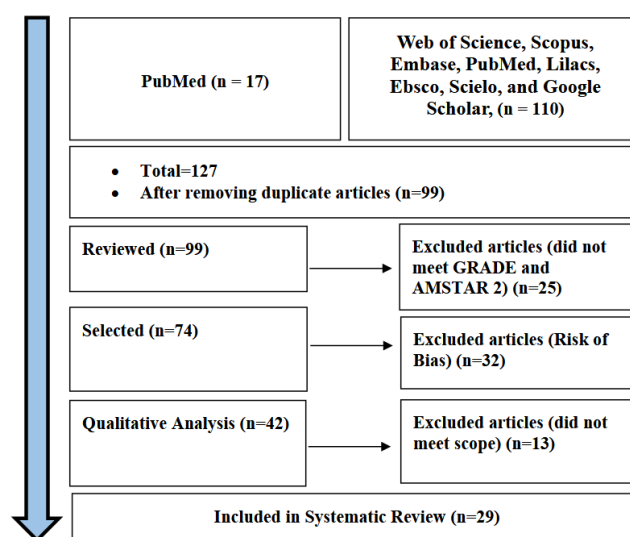 PubMed (n = 17)
Web of Science, Scopus,
Embase, PubMed, Lilacs,
Ebsco, Scielo, and Google
Scholar, (n = 110)
• Total=127
• After removing duplicate articles (n=99)
Reviewed (n=99)
Excluded articles (did not
meet GRADE and
AMSTAR 2) (n=25)
Selected (n=74)
Excluded articles (Risk of
Bias) (n=32)
Qualitative Analysis (n=42)
Excluded articles (did not
meet scope) (n=13)
Included in Systematic Review (n=29)